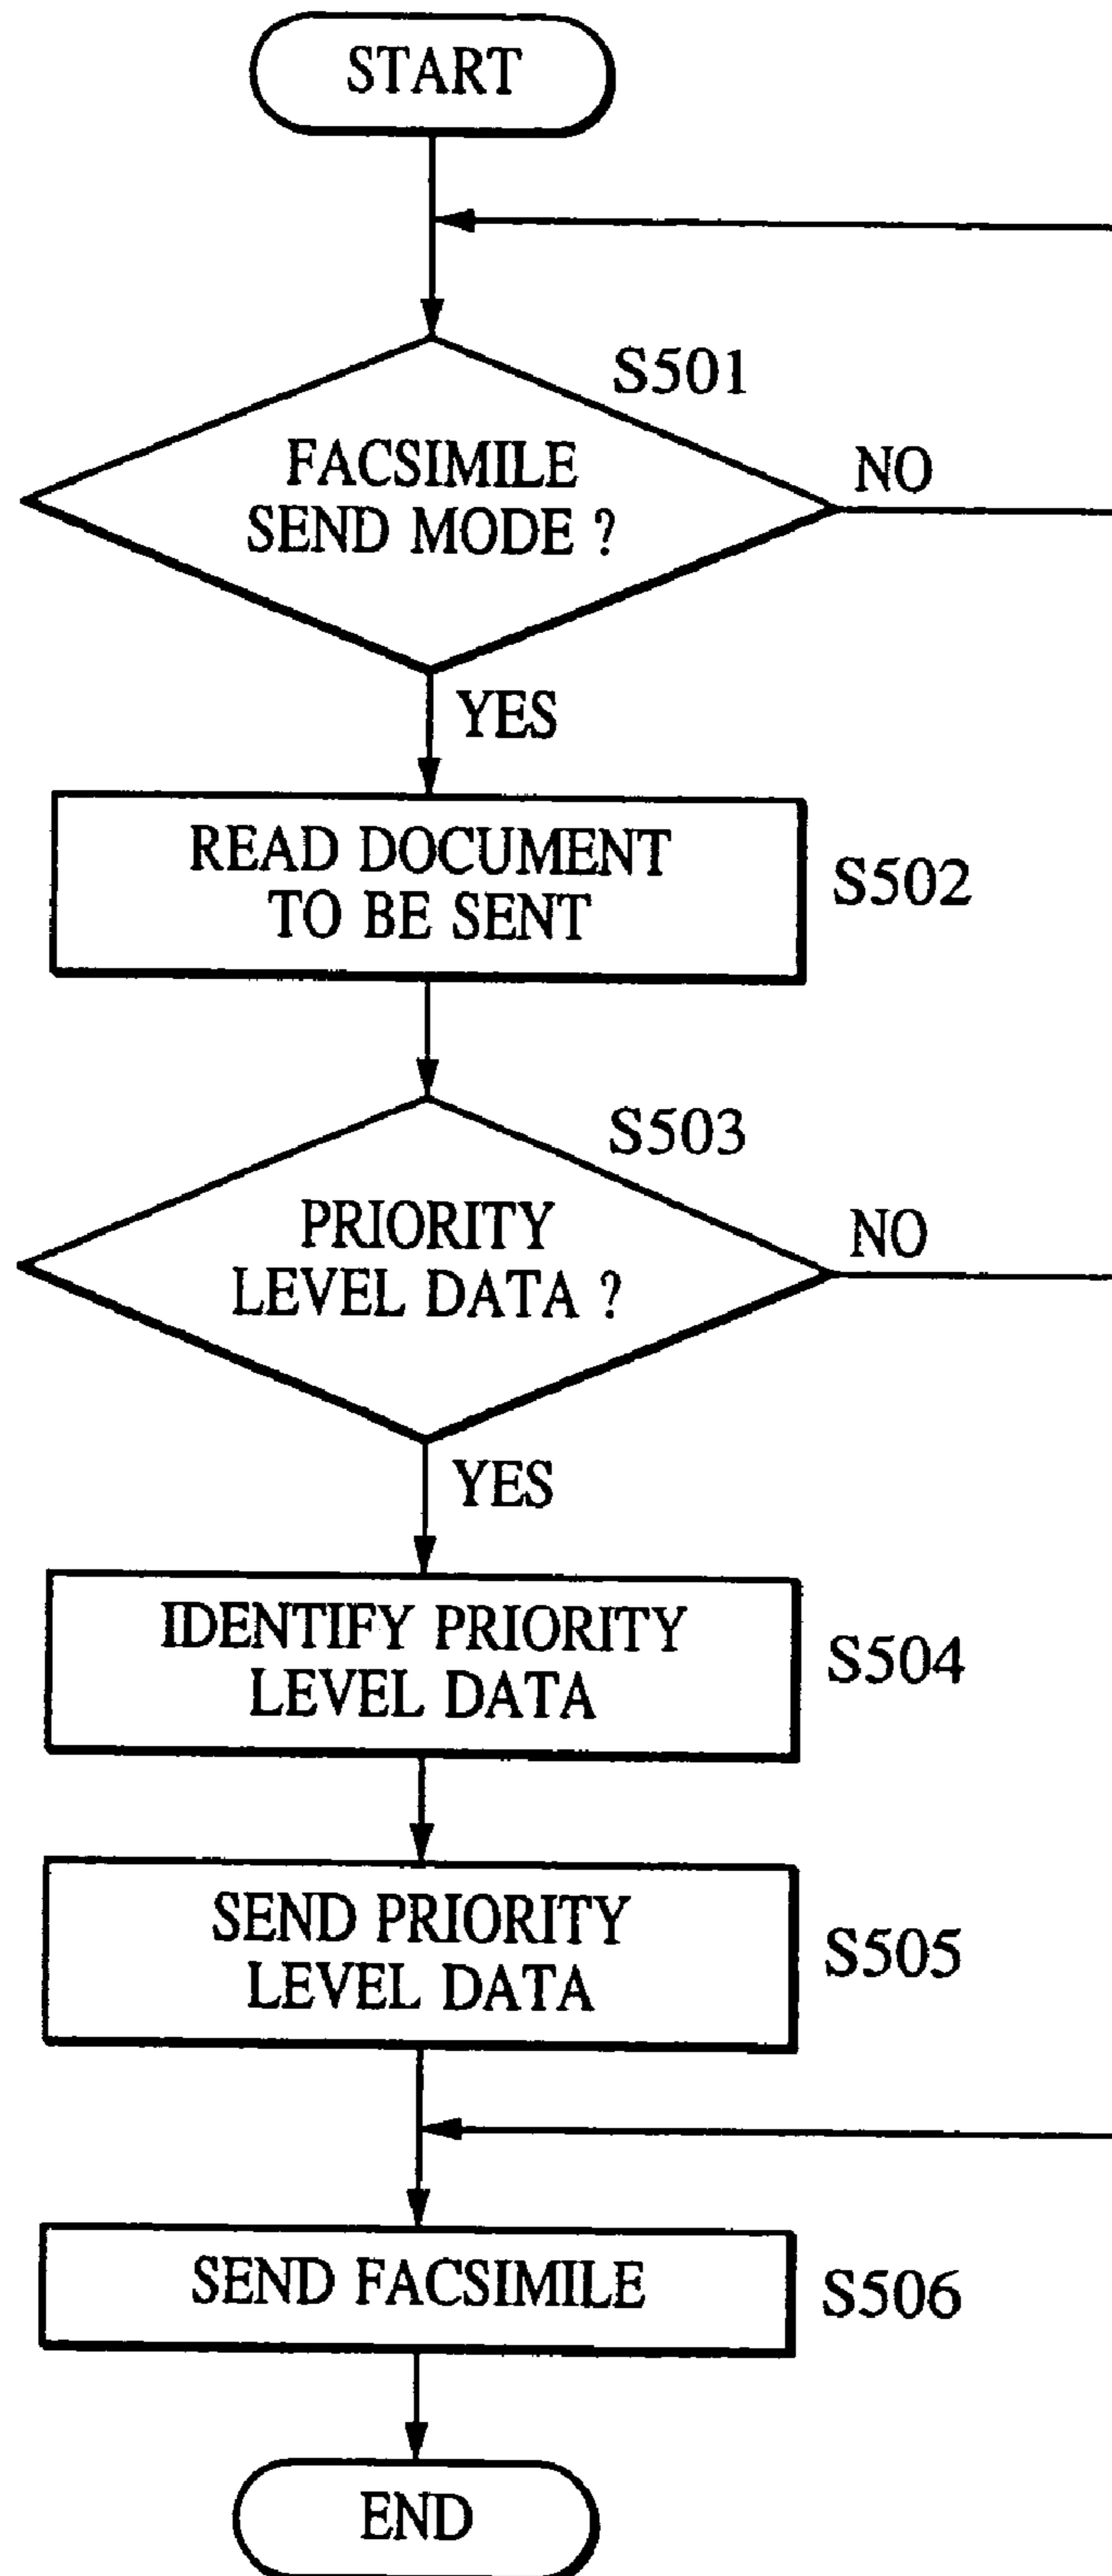 START
S501
FACSIMILE
SEND MODE ?
NO
YES
READ DOCUMENT
TO BE SENT
S502
S503
PRIORITY
LEVEL DATA ?
NO
YES
IDENTIFY PRIORITY
LEVEL DATA
S504
SEND PRIORITY
LEVEL DATA
S505
SEND FACSIMILE
S506
END